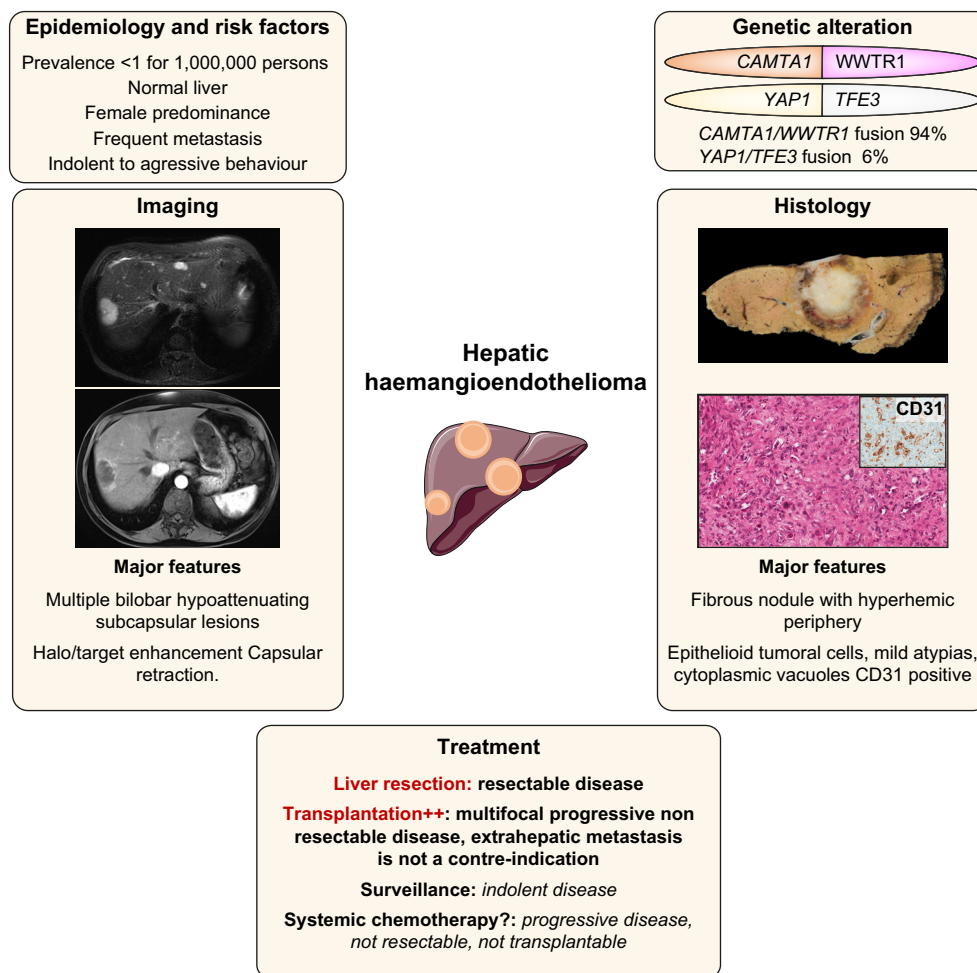 Epidemiology and risk factors
Prevalence <1 for 1,000,000 persons
Normal liver
Female predominance
Frequent metastasis
Indolent to agressive behaviour
Genetic alteration
CAMTA1 WWTR1
YAP1 TFE3
CAMTA1/WWTR1 fusion 94%
YAP1/TFE3 fusion 6%
Imaging
Major features
Multiple bilobar hypoattenuating
subcapsular lesions
Halo/target enhancement Capsular
retraction.
Hepatic
haemangioendothelioma
Histology
CD31
Major features
Fibrous nodule with hyperhemic
periphery
Epithelioid tumoral cells, mild atypias,
cytoplasmic vacuoles CD31 positive
Treatment
Liver resection: resectable disease
Transplantation++: multifocal progressive non
resectable disease, extrahepatic metastasis
is not a contre-indication
Surveillance: indolent disease
Systemic chemotherapy?: progressive disease,
not resectable, not transplantable